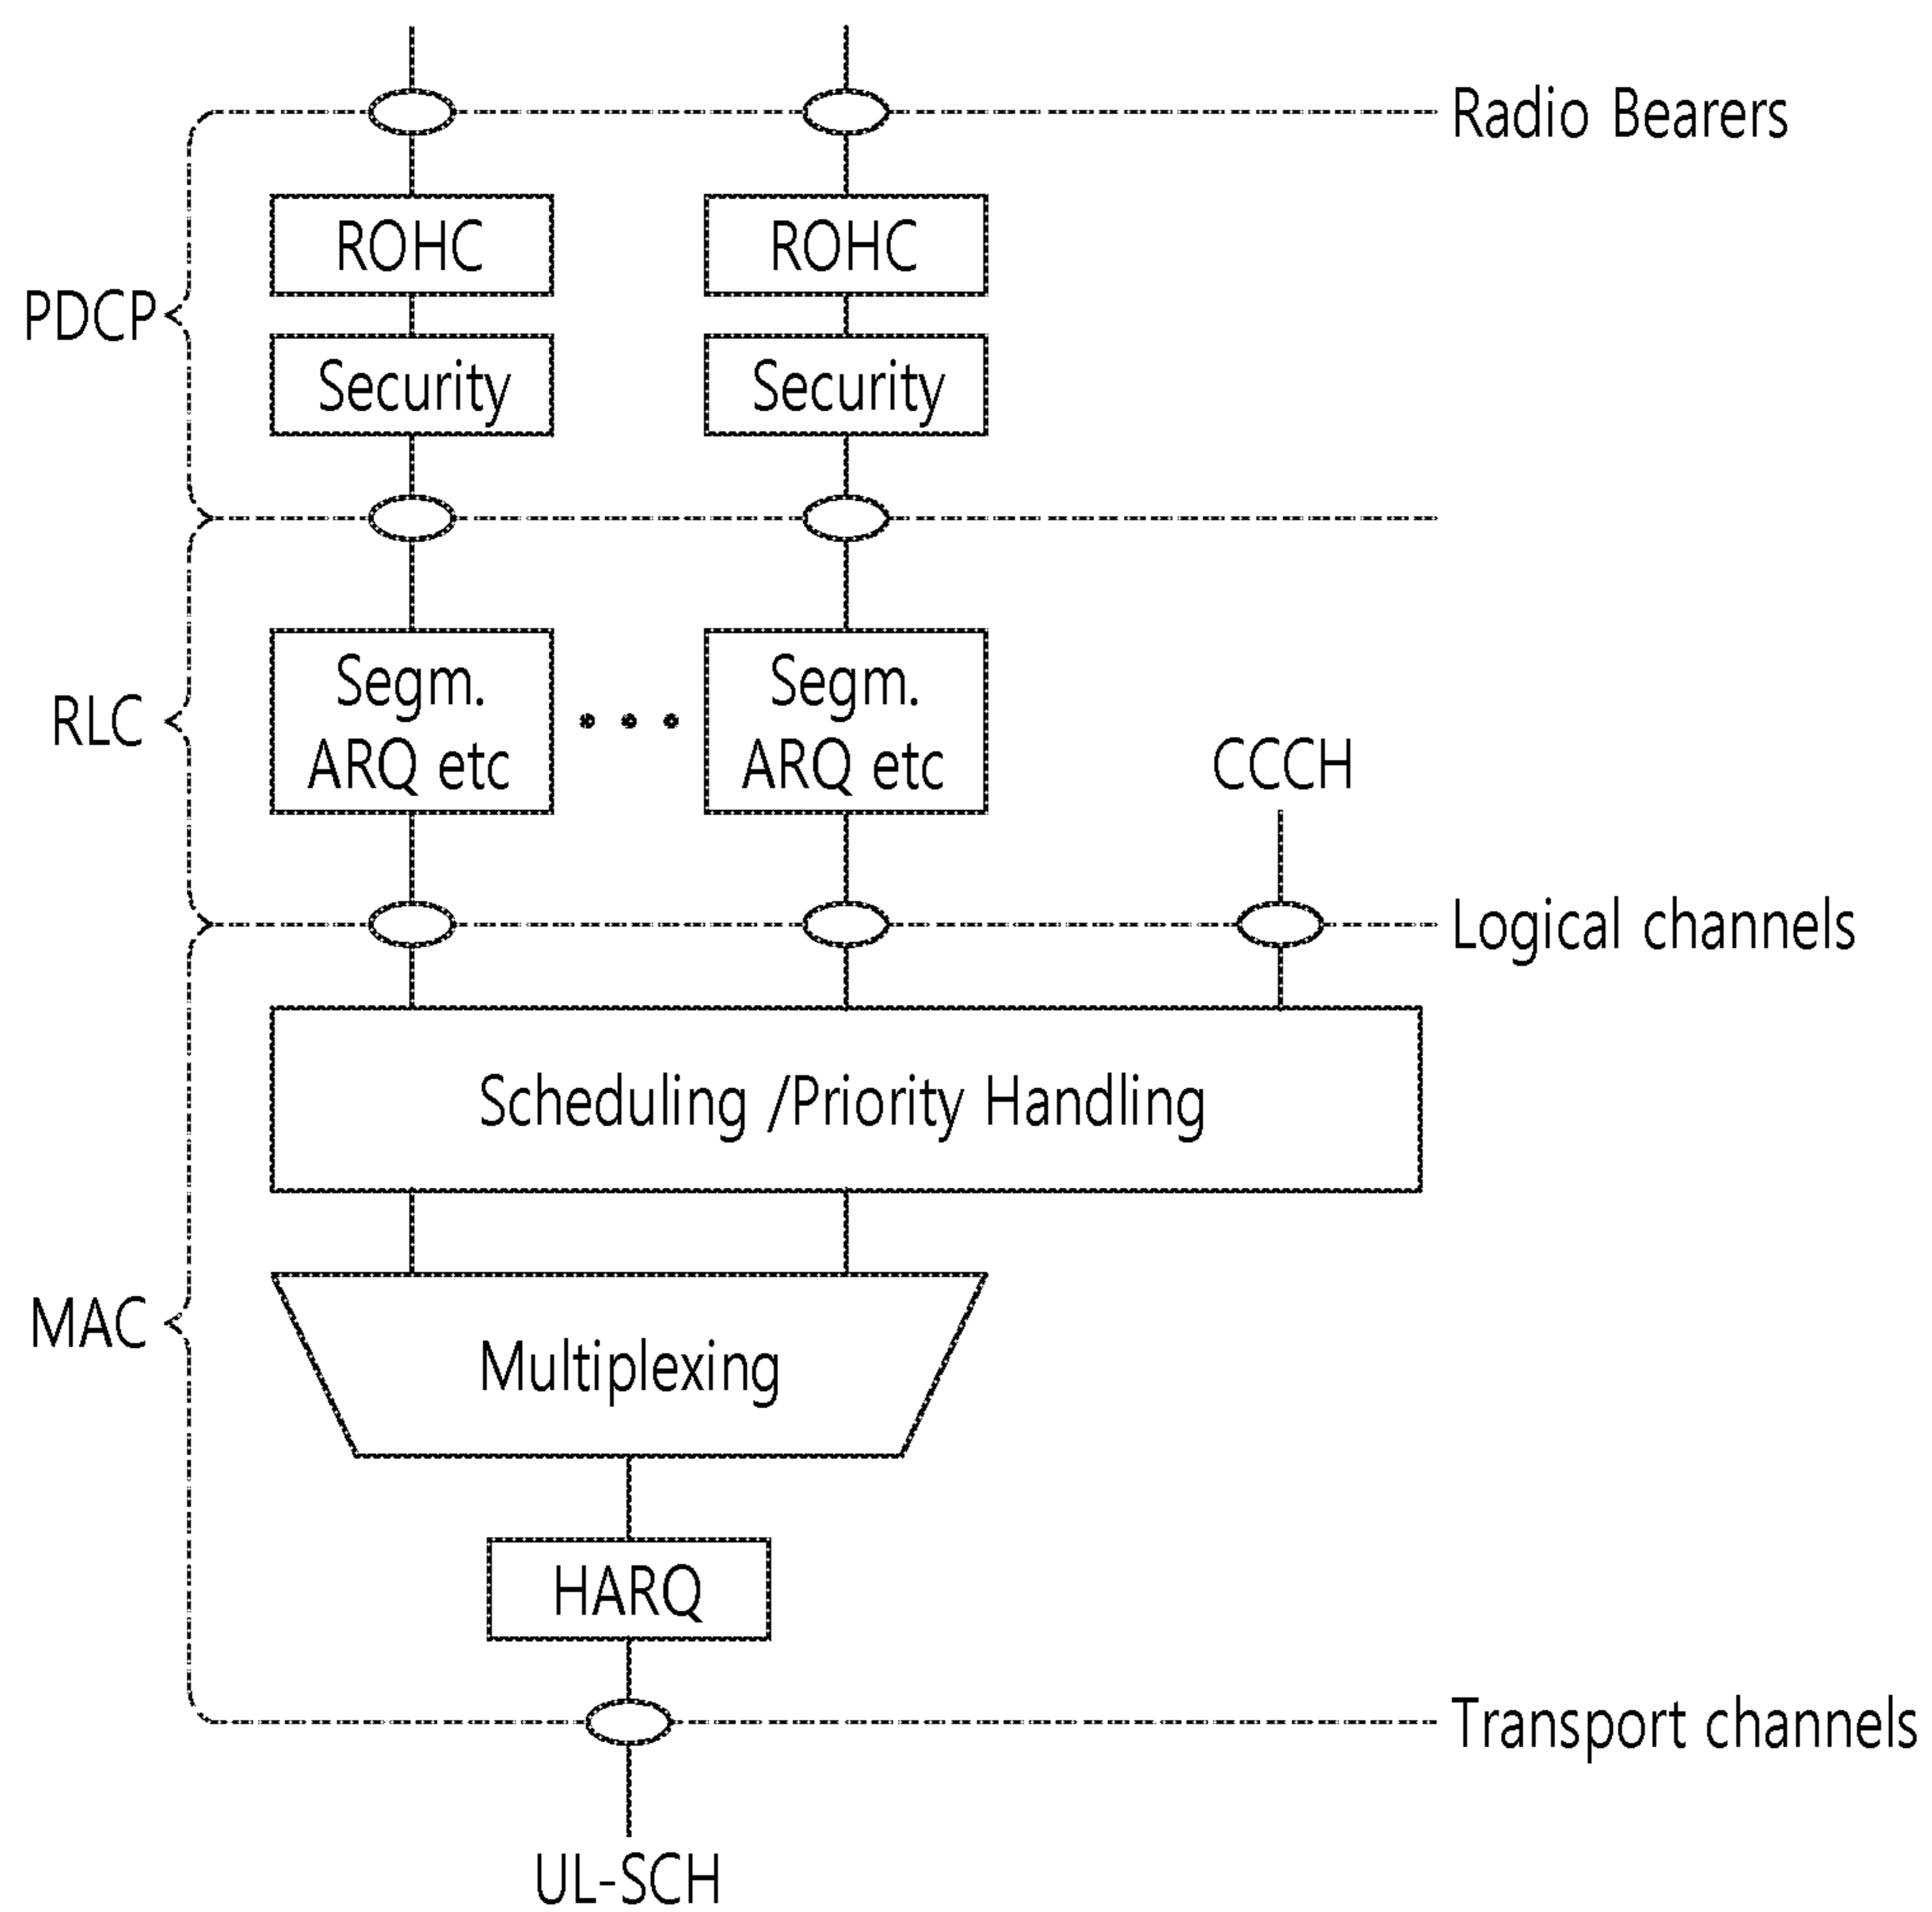 Radio Bearers
ROHC
ROHC
PDCP
Security
Security
Segm.
ARQ etc
Segm.
ARQ etc
RLC
CCCH
Logical channels
Scheduling /Priority Handling
MAC
Multiplexing
HARQ
Transport channels
UL-SCH